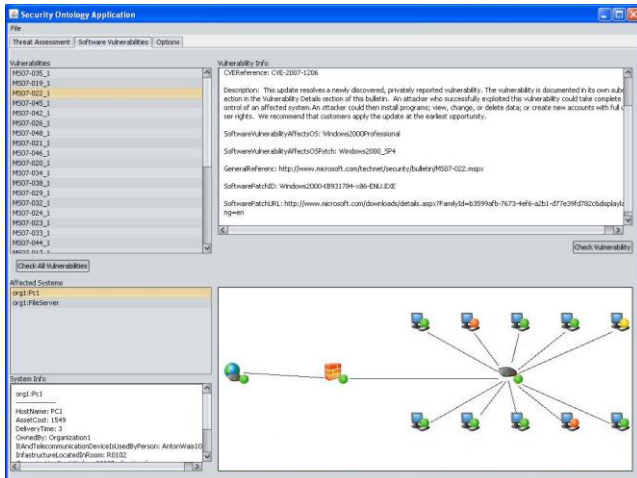 Security Ontology Application
File
Threat Assessment Software Vulnerabilities Options
Vulnerabilities
MS07-035_1
MS07-019_1
MS07-022_1
MS07-045_1
MS07-042_1
MS07-026_1
MS07-048_1
MS07-021_1
MS07-046_1
MS07-020_1
MS07-034_1
MS07-038_1
MS07-029_1
MS07-032_1
MS07-024_1
MS07-023_1
MS07-033_1
MS07-044_1
Check All Vulnerabilities
Vulnerability Info
CVEReference: CVE-2007-1206
Description: This update resolves a newly discovered, privately reported vulnerability. The vulnerability is documented in its own subs
ection in the Vulnerability Details section of this bulletin. An attacker who successfully exploited this vulnerability could take complete
ontrol of an affected system.An attacker could then install programs; view, change, or delete data; or create new accounts with full u
ser rights. We recommend that customers apply the update at the earliest opportunity.
SoftwareVulnerabilityAffectsOS: Windows2000Professional
SoftwareVulnerabilityAffectsOSPatch: Windows2000_SP4
GeneralReferenc: http://www.microsoft.com/technet/security/bulletin/MS07-022.mspx
SoftwarePatchID: Windows2000-KB931784-x86-ENU.EXE
SoftwarePatchURL: http://www.microsoft.com/downloads/details.aspx?FamilyId=b3599afb-7673-4ef6-a2b1-d77e39fd782c&displayla
ng=en
Check Vulnerability
Affected Systems
org1:Pc1
org1:FileServer
System Info
org1:Pc1
----------------
HostName: PC1
AssetCost: 1549
DeliveryTime: 3
OwnedBy: Organization1
ItAndTelecommunicationDeviceIsUsedByPerson: AntonWais10
InfastructureLocatedInRoom: R0102